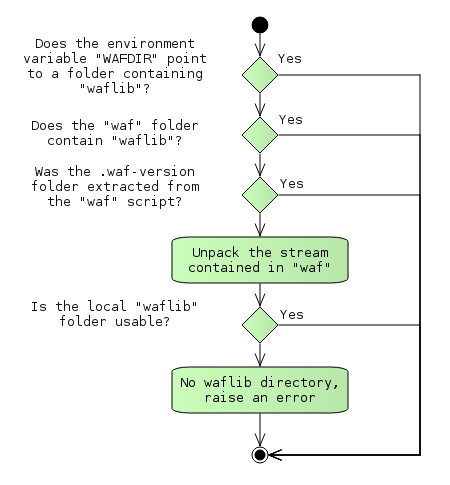 Does the environment
variable "WAFDIR" point
to a folder containing
"waflib"?
Yes
Does the "waf" folder
contain "waflib"?
Yes
Was the .waf-version
folder extracted from
the "waf" script?
Yes
Unpack the stream
contained in "waf"
Is the local "waflib"
folder usable?
Yes
No waflib directory,
raise an error